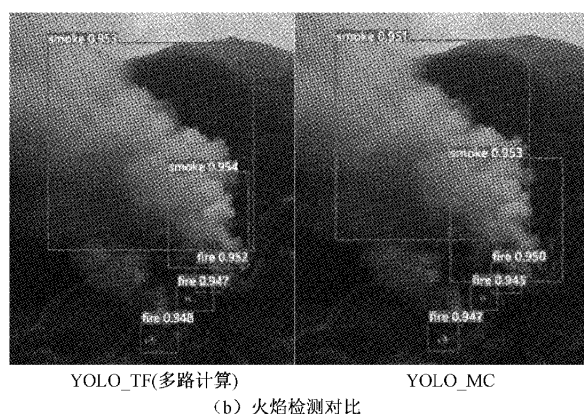 smoke 0.953
smoke 0.954
fire 0.952
fire 0.947
fire 0.948
smoke 0.951
smoke 0.953
fire 0.950
fire 0.945
fire 0.947
YOLO_TF(多路计算)
YOLO_MC
（b）火焰检测对比